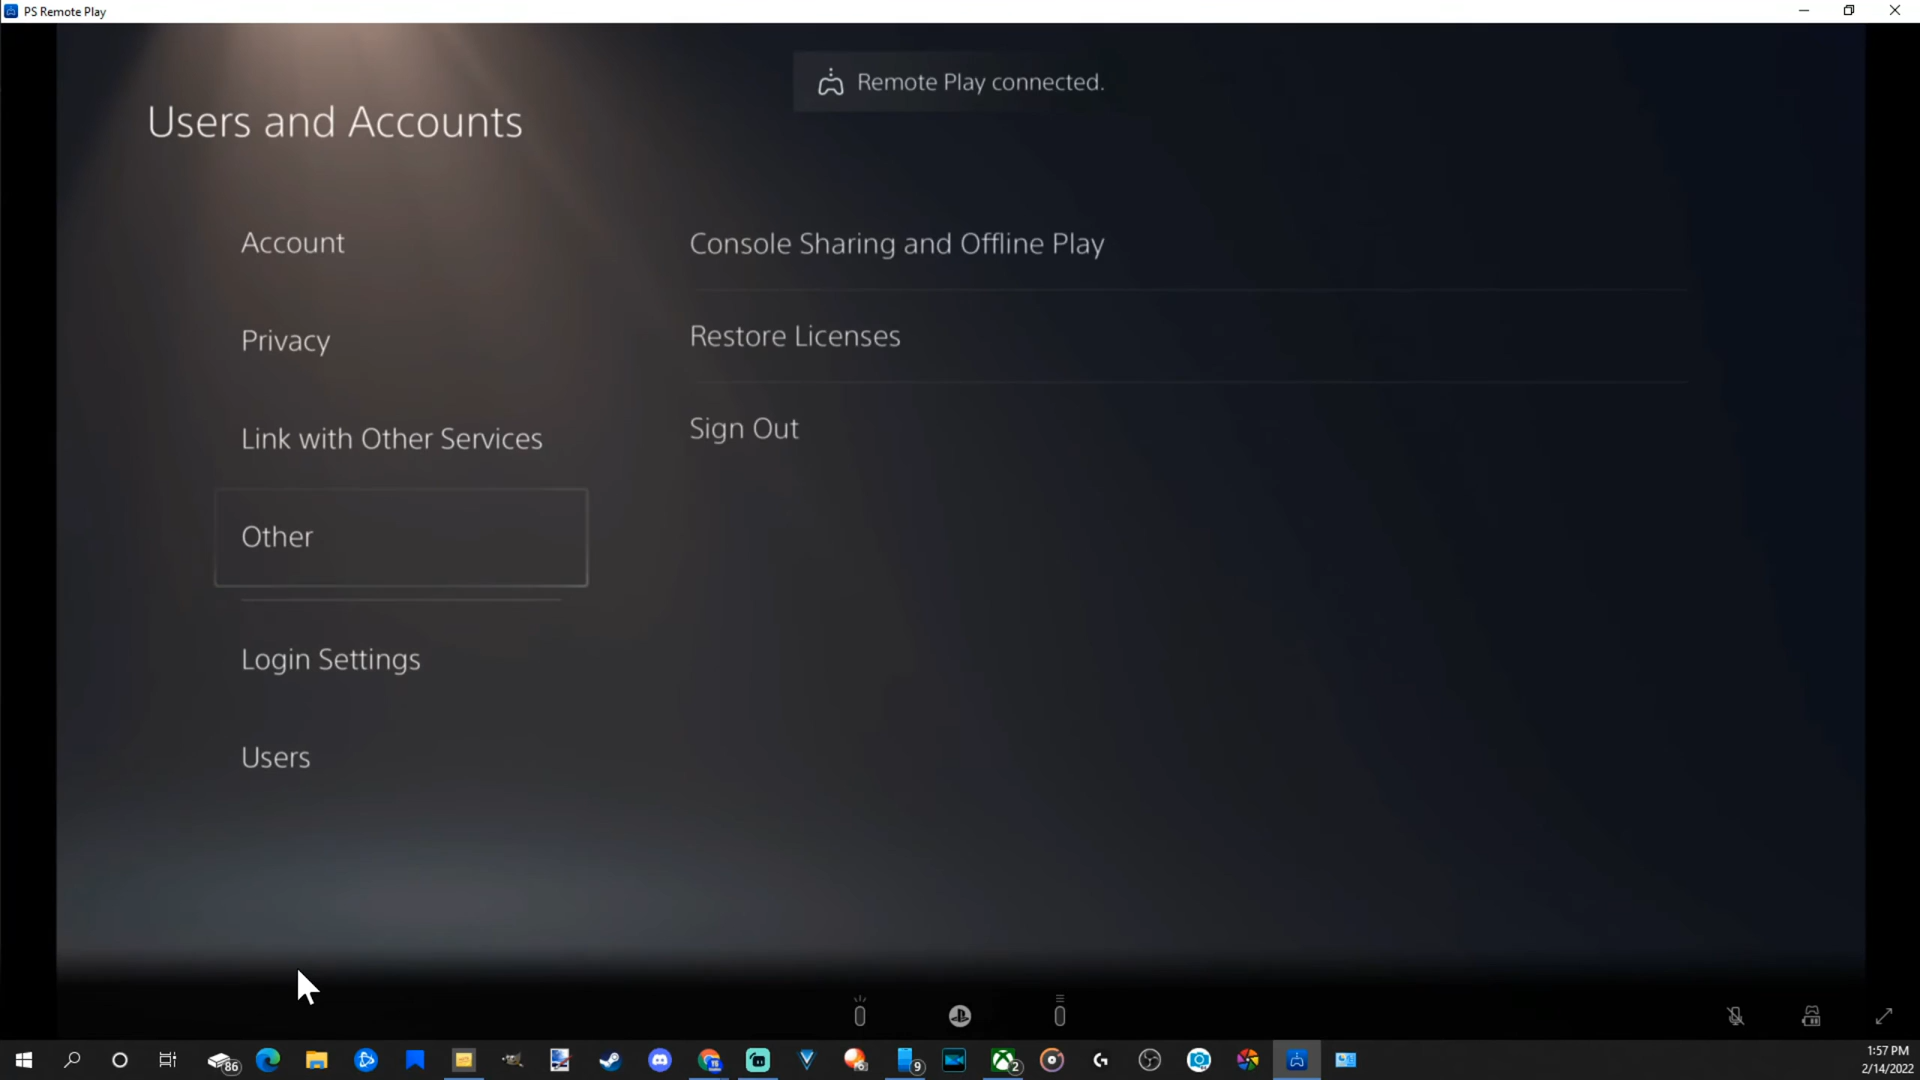 PS Remote Play
Remote Play connected.
Users and Accounts
Account
Privacy
Link with Other Services
Other
Login Settings
Users
Console Sharing and Offline Play
Restore Licenses
Sign Out
86
9
2
1:57 PM
2/14/2022